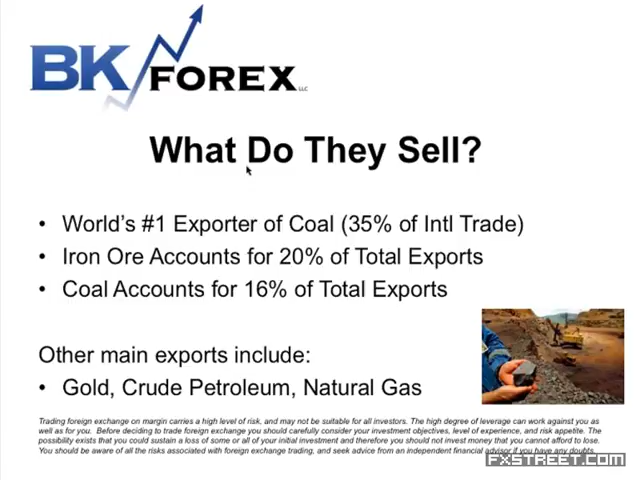 BK FOREX LLC
What Do They Sell?
• World's #1 Exporter of Coal (35% of Intl Trade)
• Iron Ore Accounts for 20% of Total Exports
• Coal Accounts for 16% of Total Exports
Other main exports include:
• Gold, Crude Petroleum, Natural Gas
Trading foreign exchange on margin carries a high level of risk, and may not be suitable for all investors. The high degree of leverage can work against you as
well as for you. Before deciding to trade foreign exchange you should carefully consider your investment objectives, level of experience, and risk appetite. The
possibility exists that you could sustain a loss of some or all of your initial investment and therefore you should not invest money that you cannot afford to lose.
You should be aware of all the risks associated with foreign exchange trading, and seek advice from an independent financial advisor if you have any doubts.
FXSTREET.COM